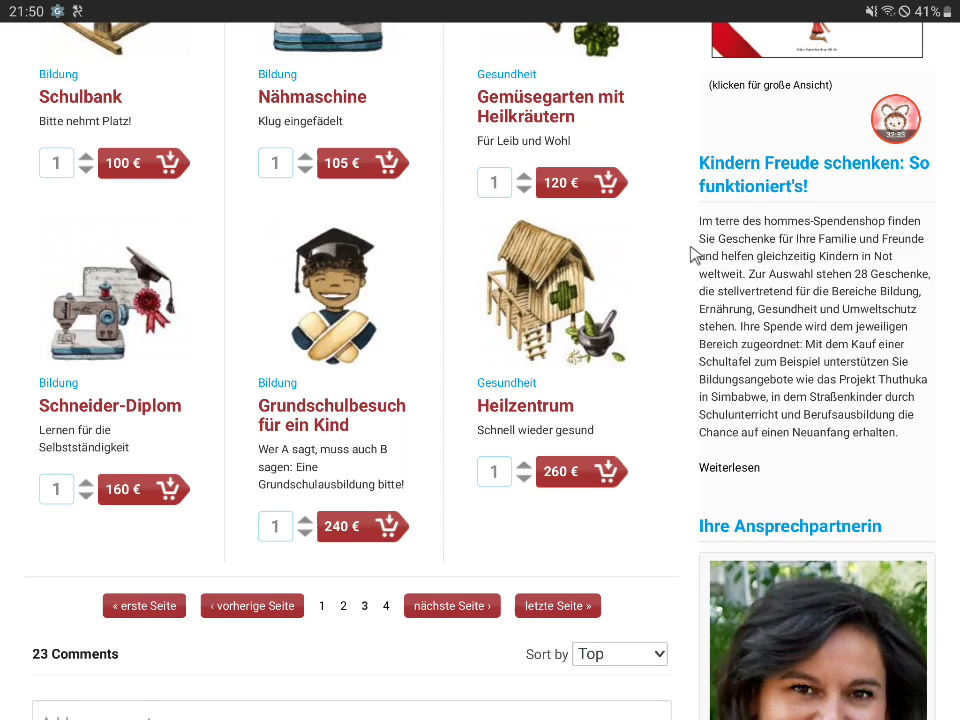 21:50
41%
Bildung
Schulbank
Bitte nehmt Platz!
1
100 €
Bildung
Nähmaschine
Klug eingefädelt
1
105 €
Gesundheit
Gemüsegarten mit
Heilkräutern
Für Leib und Wohl
1
120 €
Bildung
Schneider-Diplom
Lernen für die
Selbstständigkeit
1
160 €
Bildung
Grundschulbesuch
für ein Kind
Wer A sagt, muss auch B
sagen: Eine
Grundschulausbildung bitte!
1
240 €
Gesundheit
Heilzentrum
Schnell wieder gesund
1
260 €
« erste Seite
‹ vorherige Seite
1
2
3
4
nächste Seite ›
letzte Seite »
23 Comments
Sort by
Top
(klicken für große Ansicht)
32:33
Kindern Freude schenken: So
funktioniert's!
Im terre des hommes-Spendenshop finden
Sie Geschenke für Ihre Familie und Freunde
und helfen gleichzeitig Kindern in Not
weltweit. Zur Auswahl stehen 28 Geschenke,
die stellvertretend für die Bereiche Bildung,
Ernährung, Gesundheit und Umweltschutz
stehen. Ihre Spende wird dem jeweiligen
Bereich zugeordnet: Mit dem Kauf einer
Schultafel zum Beispiel unterstützen Sie
Bildungsangebote wie das Projekt Thuthuka
in Simbabwe, in dem Straßenkinder durch
Schulunterricht und Berufsausbildung die
Chance auf einen Neuanfang erhalten.
Weiterlesen
Ihre Ansprechpartnerin